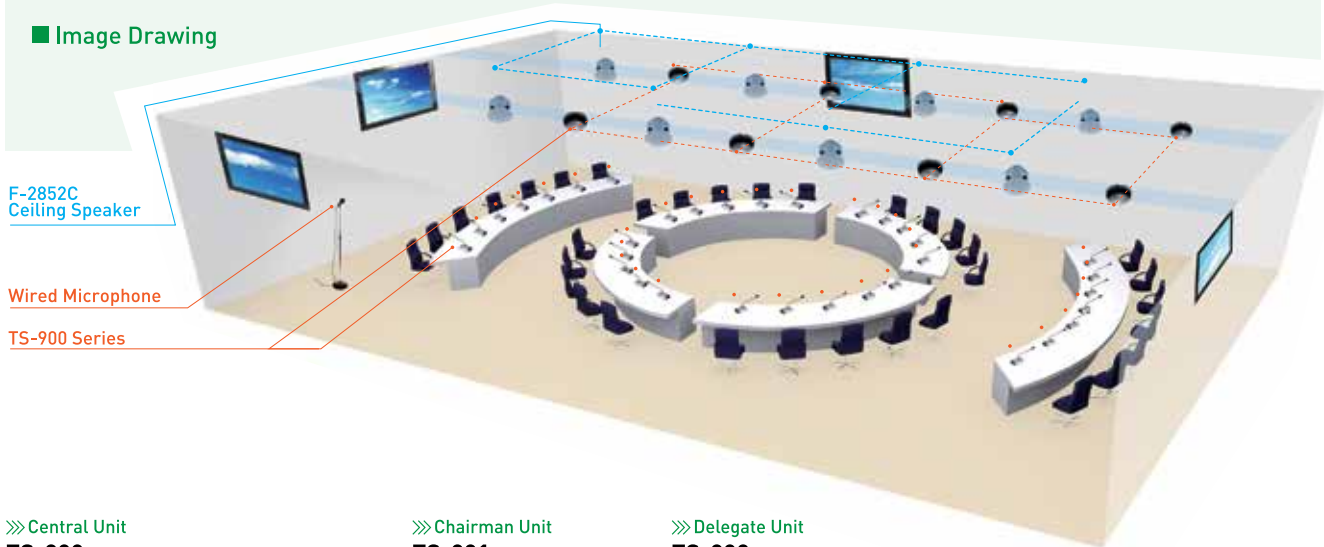 Image Drawing
F-2852C
Ceiling Speaker
Wired Microphone
TS-900 Series
Central Unit
Chairman Unit
Delegate Unit